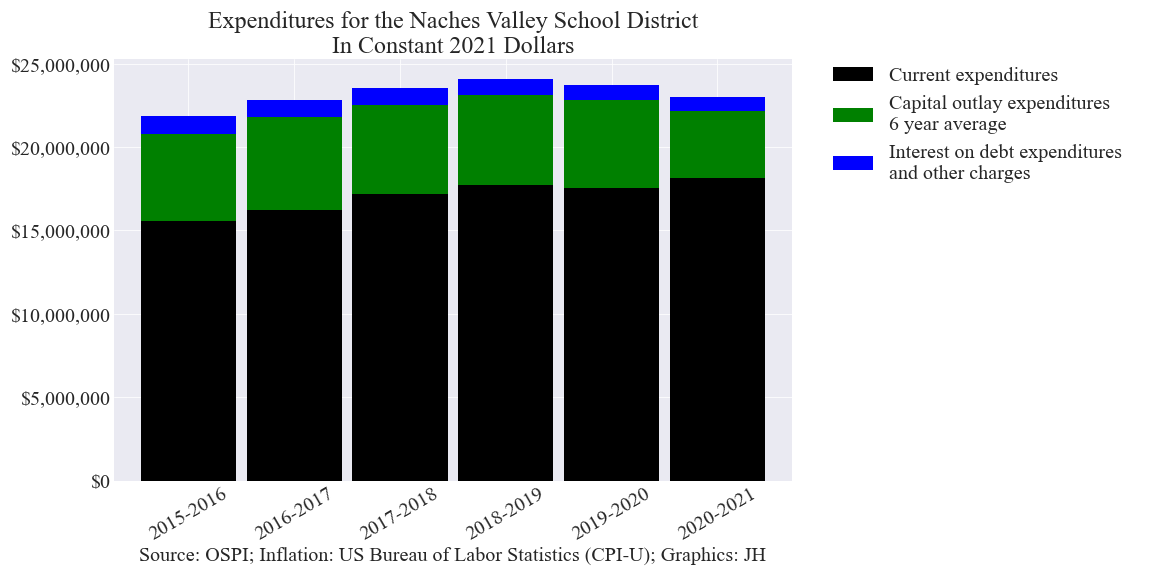 Expenditures for the Naches Valley School District
In Constant 2021 Dollars
$25,000,000
$20,000,000
$15,000,000
$10,000,000
$5,000,000
$0
2015-2016
2016-2017
2017-2018
2018-2019
2019-2020
2020-2021
Source: OSPI; Inflation: US Bureau of Labor Statistics (CPI-U); Graphics: JH
Current expenditures
Capital outlay expenditures
6 year average
Interest on debt expenditures
and other charges